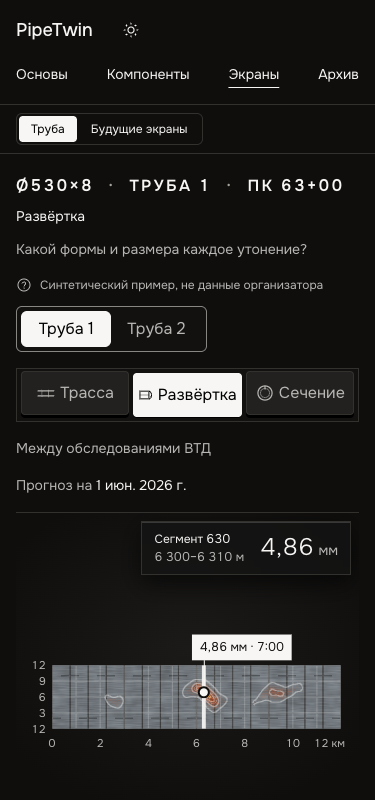 PipeTwin
Основы Компоненты Экраны Архив
Труба Будущие экраны
Ø530×8 · ТРУБА 1 · ПК 63+00
Развёртка
Какой формы и размера каждое утонение?
Синтетический пример, не данные организатора
Труба 1 Труба 2
Трасса Развёртка Сечение
Между обследованиями ВТД
Прогноз на 1 июн. 2026 г.
Сегмент 630
6 300–6 310 м
4,86 мм
4,86 мм · 7:00
12
9
6
3
12
0 2 4 6 8 10 12 км